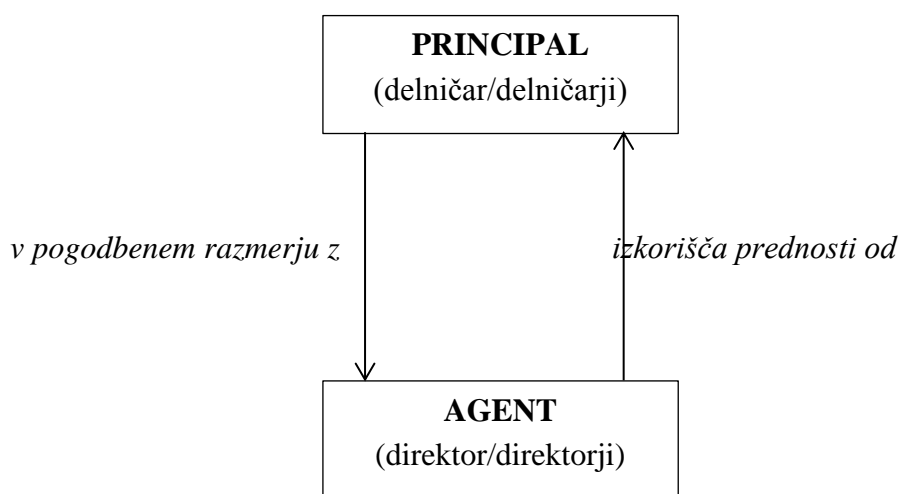 PRINCIPAL
(delničar/delničarji)
v pogodbenem razmerju z
izkorišča prednosti od
AGENT
(direktor/direktorji)